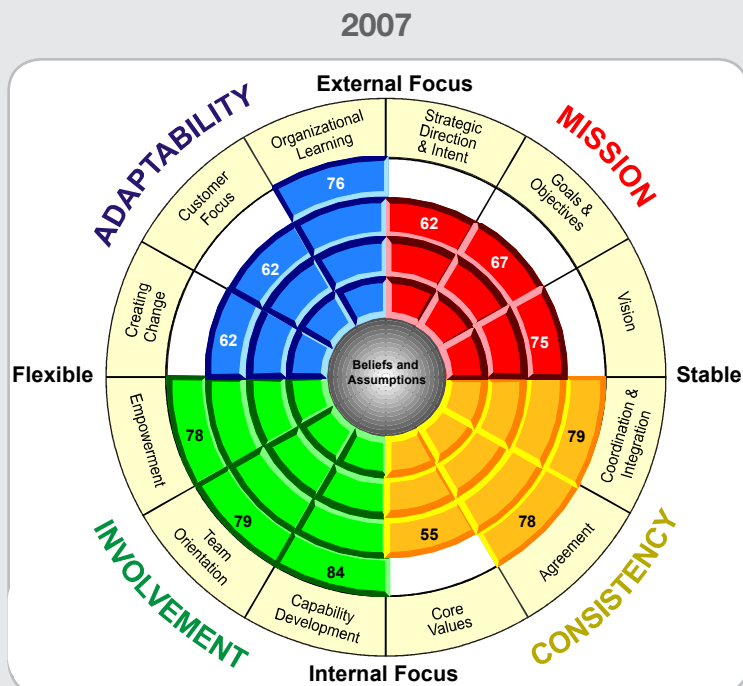 2007
External Focus
ADAPTABILITY
MISSION
Organizational
Learning
Strategic
Direction
& Intent
Customer
Focus
Goals &
Objectives
Creating
Change
Vision
76
62
62
67
62
75
Beliefs and
Assumptions
Flexible
Stable
Empowerment
Coordination &
Integration
78
79
79
78
84
55
Team
Orientation
Agreement
Capability
Development
Core
Values
INVOLVEMENT
CONSISTENCY
Internal Focus